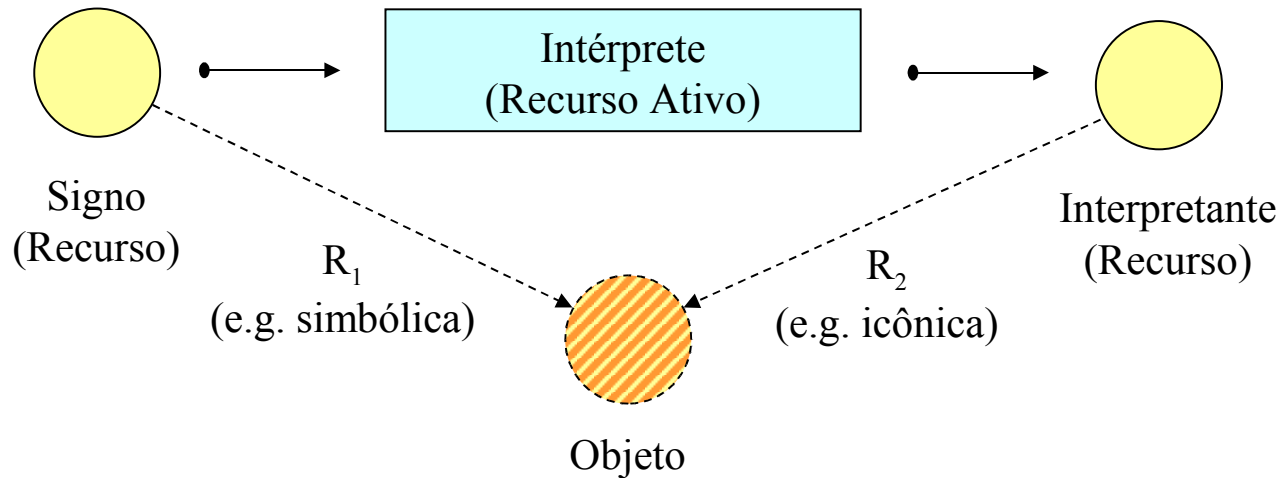 Intérprete
(Recurso Ativo)
Signo
(Recurso)
Interpretante
(Recurso)
R₁
(e.g. simbólica)
R₂
(e.g. icônica)
Objeto